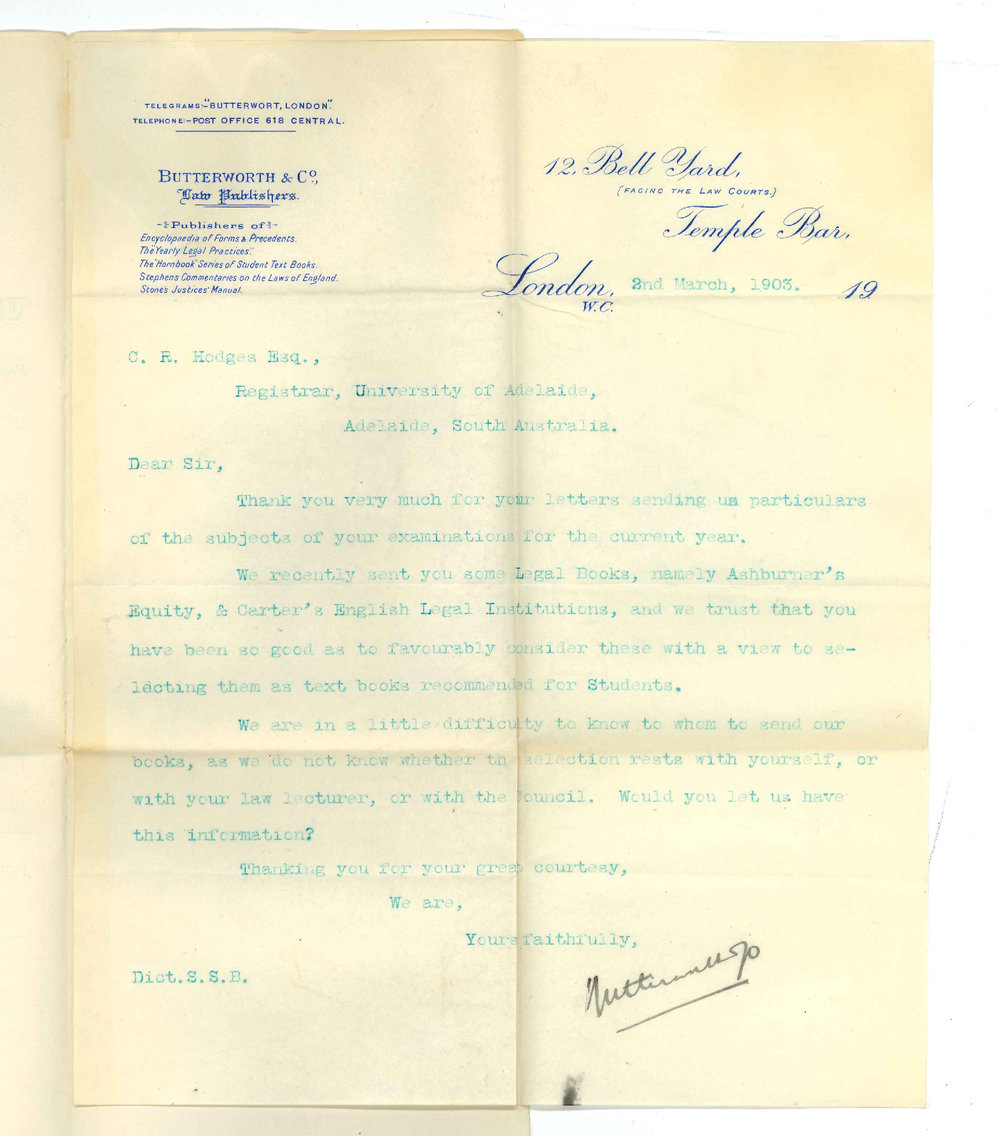 TELEGRAMS:-"BUTTERWORT, LONDON".
TELEPHONE:-POST OFFICE 618 CENTRAL.
BUTTERWORTH & Co.,
Law Publishers.
Publishers of
Encyclopaedia of Forms & Precedents.
The "Yearly Legal Practices".
The "Hornbook" Series of Student Text Books.
Stephens Commentaries on the Laws of England.
Stone's Justices' Manual.
12, Bell Yard,
(FACING THE LAW COURTS.)
Temple Bar,
London, 2nd March, 1903. 19
W.C.
C. R. Hodges Esq.,
Registrar, University of Adelaide,
Adelaide, South Australia.
Dear Sir,
Thank you very much for your letters sending us particulars
of the subjects of your examinations for the current year.
We recently sent you some Legal Books, namely Ashburner's
Equity, & Carter's English Legal Institutions, and we trust that you
have been so good as to favourably consider these with a view to se-
lecting them as text books recommended for Students.
We are in a little difficulty to know to whom to send our
books, as we do not know whether the selection rests with yourself, or
with your law lecturer, or with the Council. Would you let us have
this information?
Thanking you for your great courtesy,
We are,
Yours faithfully,
Dict.S.S.B.
Butterworth & Co